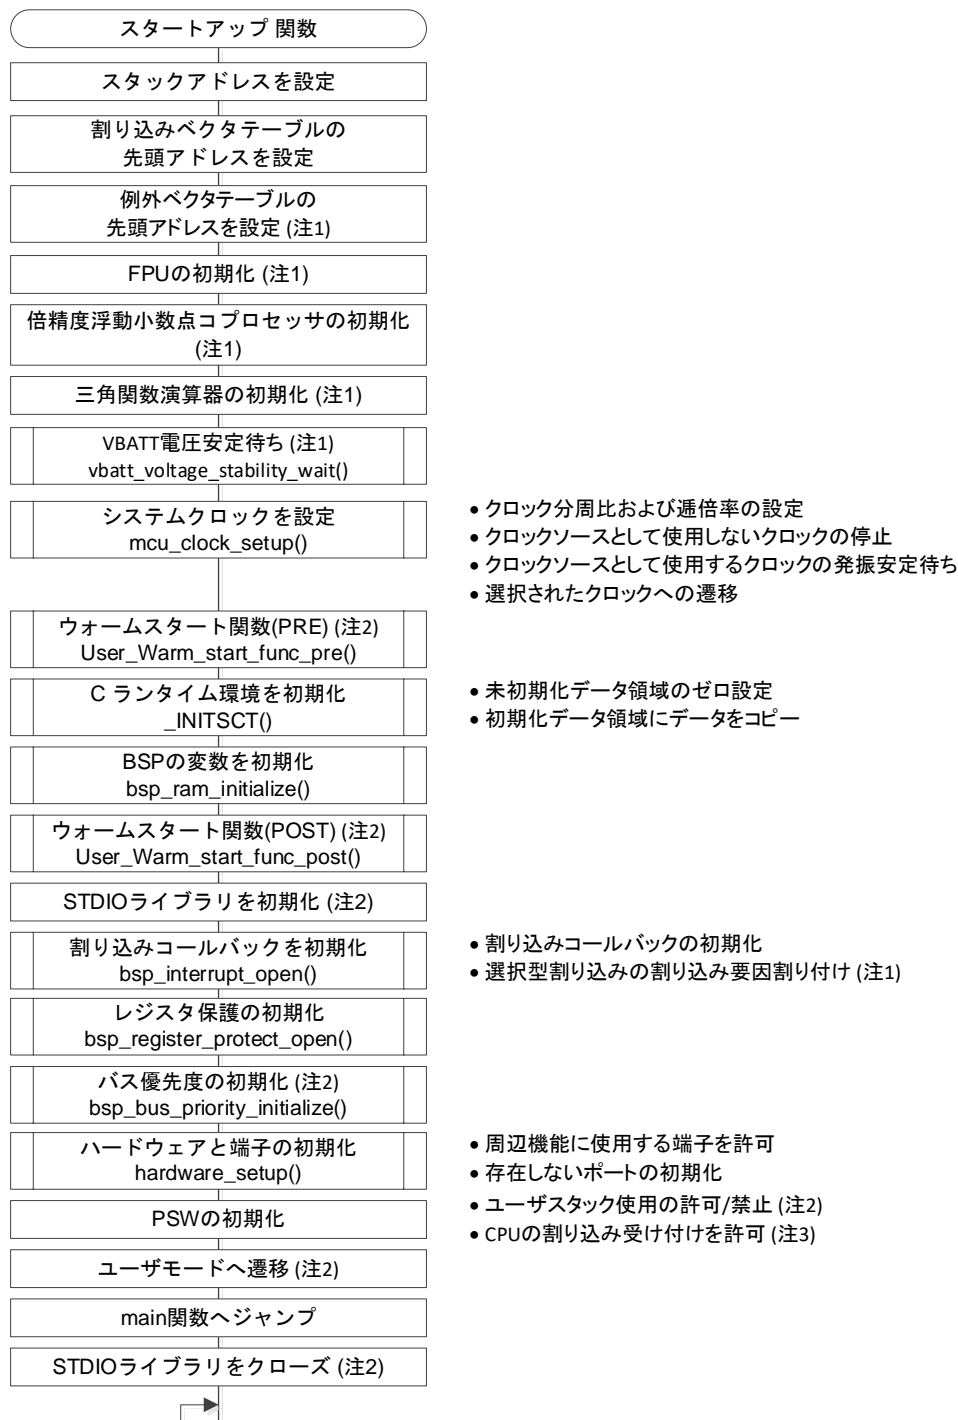 スタートアップ 関数
スタックアドレスを設定
割り込みベクタテーブルの
先頭アドレスを設定
例外ベクタテーブルの
先頭アドレスを設定 (注1)
FPUの初期化 (注1)
倍精度浮動小数点コプロセッサの初期化
(注1)
三角関数演算器の初期化 (注1)
VBATT電圧安定待ち (注1)
vbatt_voltage_stability_wait()
システムクロックを設定
mcu_clock_setup()
• クロック分周比および逓倍率の設定
• クロックソースとして使用しないクロックの停止
• クロックソースとして使用するクロックの発振安定待ち
• 選択されたクロックへの遷移
ウォームスタート関数(PRE) (注2)
User_Warm_start_func_pre()
C ランタイム環境を初期化
_INITSCT()
• 未初期化データ領域のゼロ設定
• 初期化データ領域にデータをコピー
BSPの変数を初期化
bsp_ram_initialize()
ウォームスタート関数(POST) (注2)
User_Warm_start_func_post()
STDIOライブラリを初期化 (注2)
割り込みコールバックを初期化
bsp_interrupt_open()
• 割り込みコールバックの初期化
• 選択型割り込みの割り込み要因割り付け (注1)
レジスタ保護の初期化
bsp_register_protect_open()
バス優先度の初期化 (注2)
bsp_bus_priority_initialize()
ハードウェアと端子の初期化
hardware_setup()
• 周辺機能に使用する端子を許可
• 存在しないポートの初期化
PSWの初期化
• ユーザスタック使用の許可/禁止 (注2)
• CPUの割り込み受け付けを許可 (注3)
ユーザモードへ遷移 (注2)
main関数へジャンプ
STDIOライブラリをクローズ (注2)